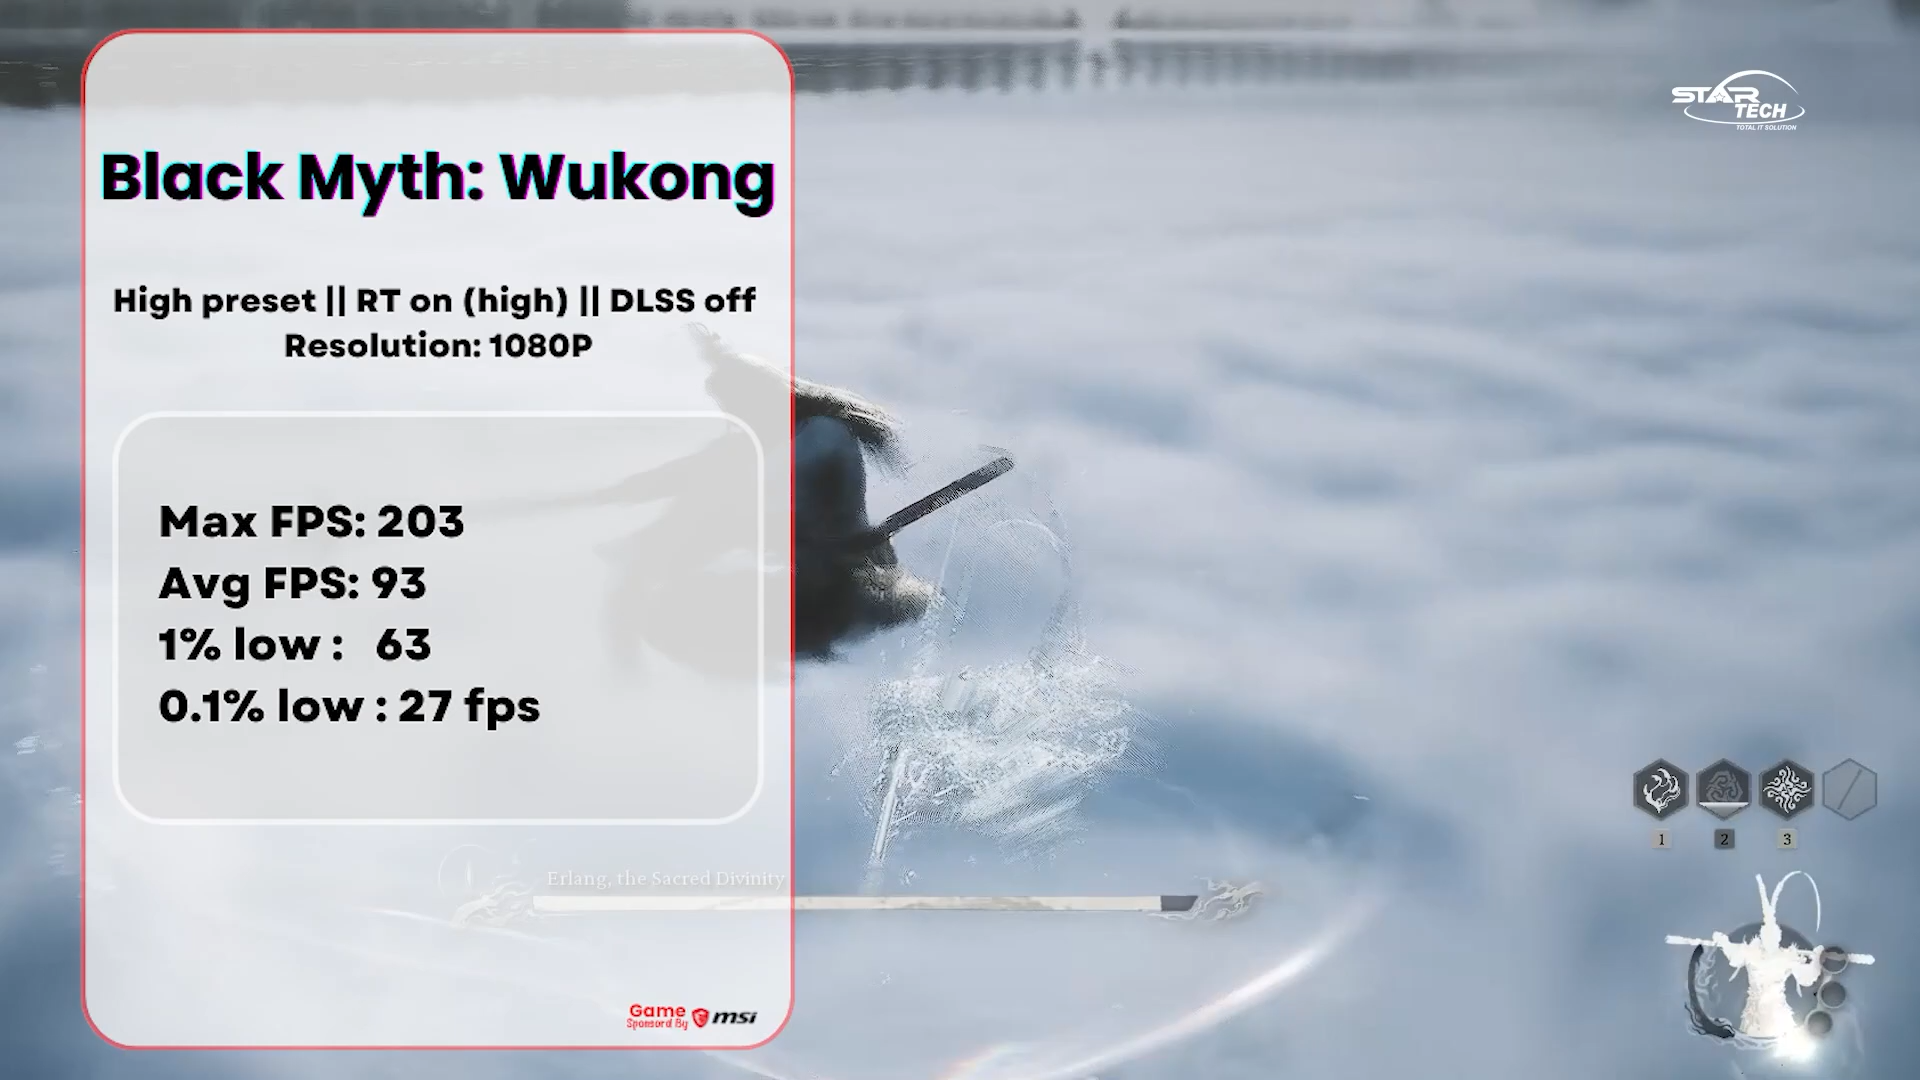 STAR
TECH
TOTAL IT SOLUTION
Black Myth: Wukong
High preset || RT on (high) || DLSS off
Resolution: 1080P
Max FPS: 203
Avg FPS: 93
1% low : 63
0.1% low : 27 fps
Erlang, the Sacred Divinity
1 2 3
Game
Sponsord By msi